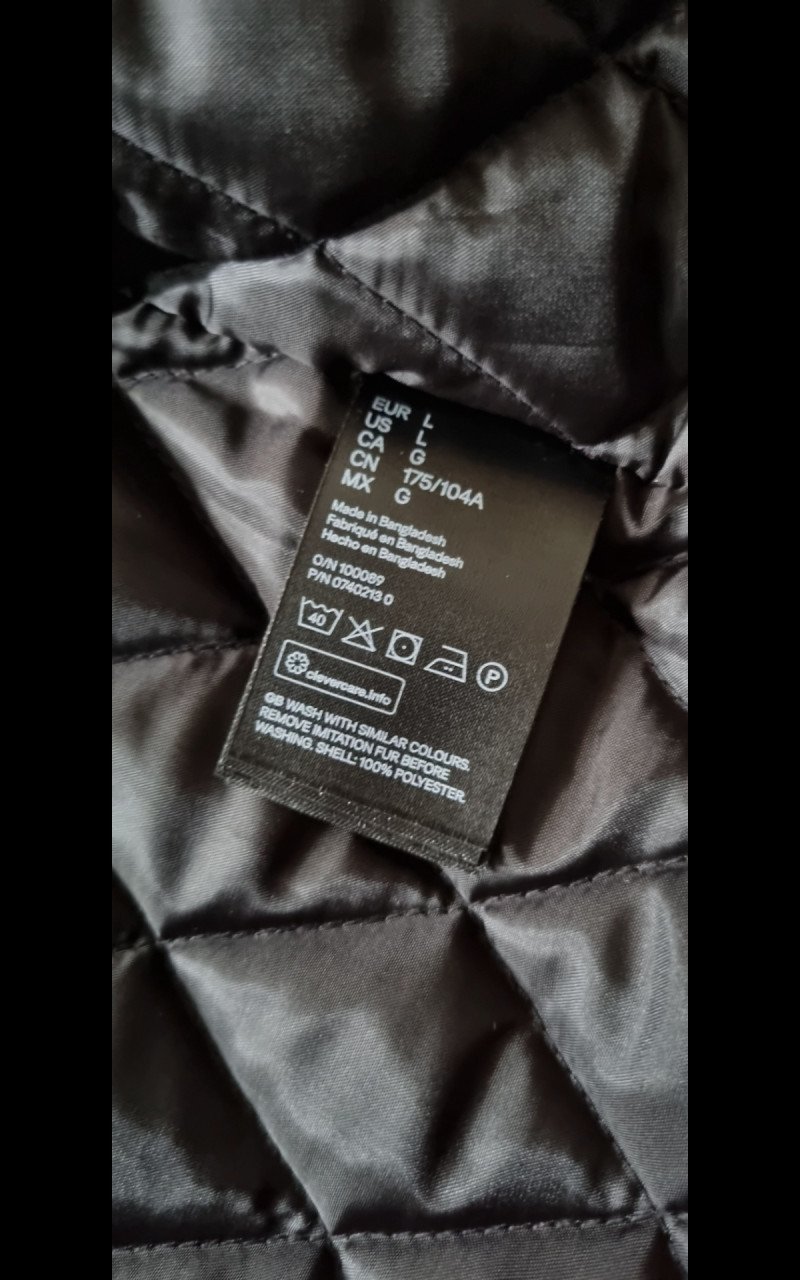 EUR L
US L
CA G
CN 175/104A
MX G
Made in Bangladesh
Fabriqué en Bangladesh
Hecho en Bangladesh
O/N 100089
P/N 0740213 0
40
P
clevercare.info
GB WASH WITH SIMILAR COLOURS.
REMOVE IMITATION FUR BEFORE
WASHING. SHELL: 100% POLYESTER.